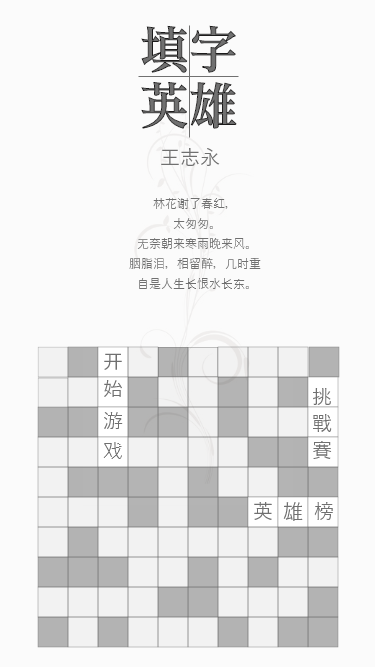 填字
英雄
王志永
林花谢了春红，
太匆匆。
无奈朝来寒雨晚来风。
胭脂泪，相留醉，几时重
自是人生长恨水长东。
开始游戏
挑戰賽
英雄榜